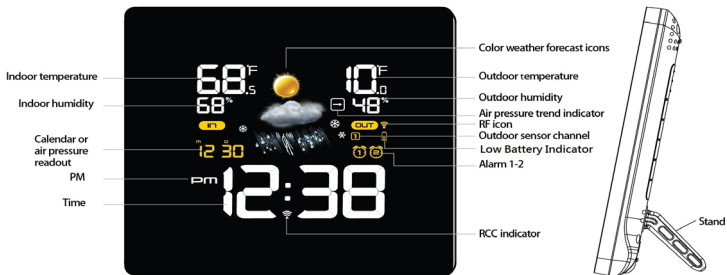 Color weather forecast icons
Indoor temperature
68.5 °F
10.0 °F
Outdoor temperature
Indoor humidity
68%
48%
Outdoor humidity
Air pressure trend indicator
IN
OUT
RF icon
Calendar or
air pressure
readout
m d
12 30
1
Outdoor sensor channel
Low Battery Indicator
1 2
Alarm 1-2
PM
PM
Time
12:38
Stand
RCC indicator